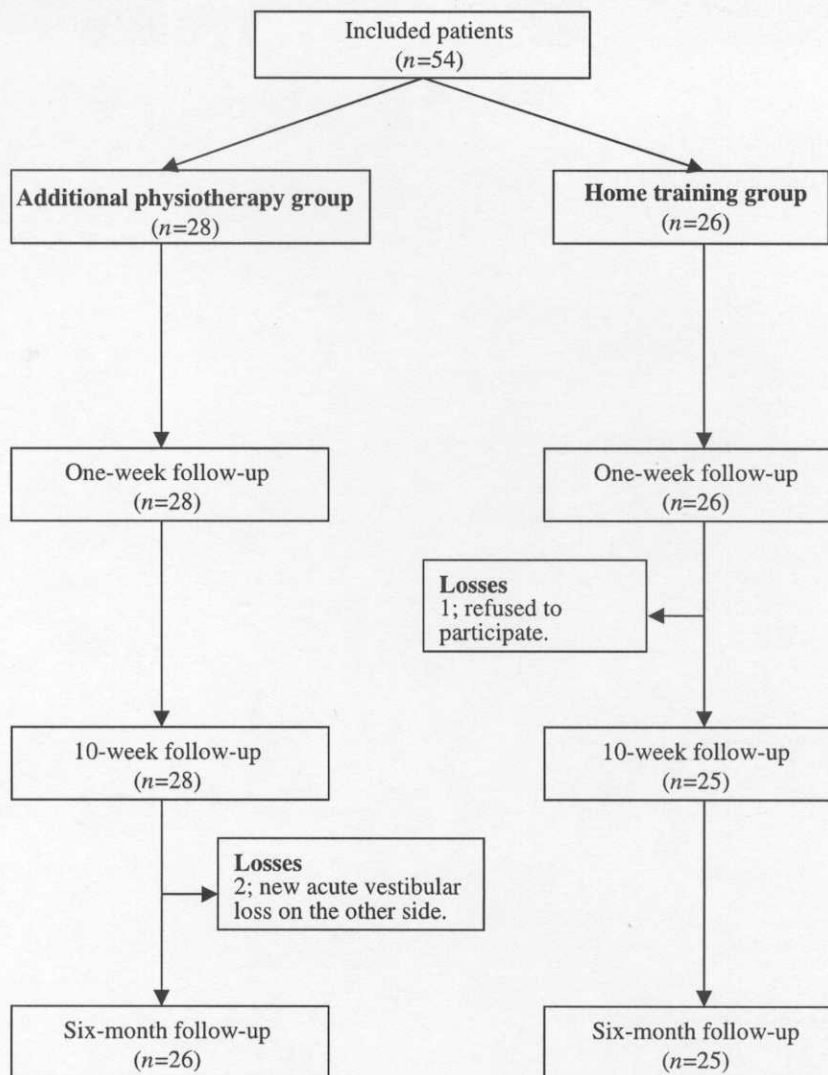 Included patients
(n=54)
Additional physiotherapy group
(n=28)
Home training group
(n=26)
One-week follow-up
(n=28)
One-week follow-up
(n=26)
Losses
1; refused to
participate.
10-week follow-up
(n=28)
10-week follow-up
(n=25)
Losses
2; new acute vestibular
loss on the other side.
Six-month follow-up
(n=26)
Six-month follow-up
(n=25)